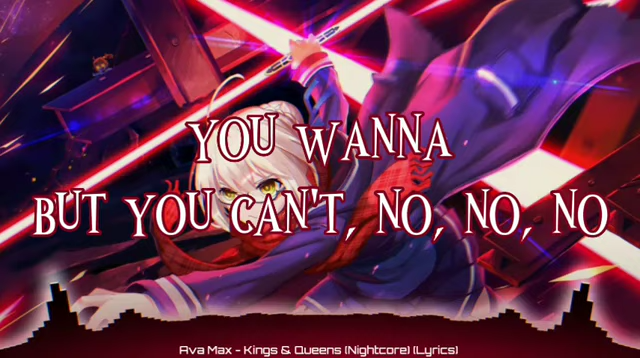 YOU WANNA
BUT YOU CAN'T, NO, NO, NO
Ava Max - Kings & Queens (Nightcore) (Lyrics)